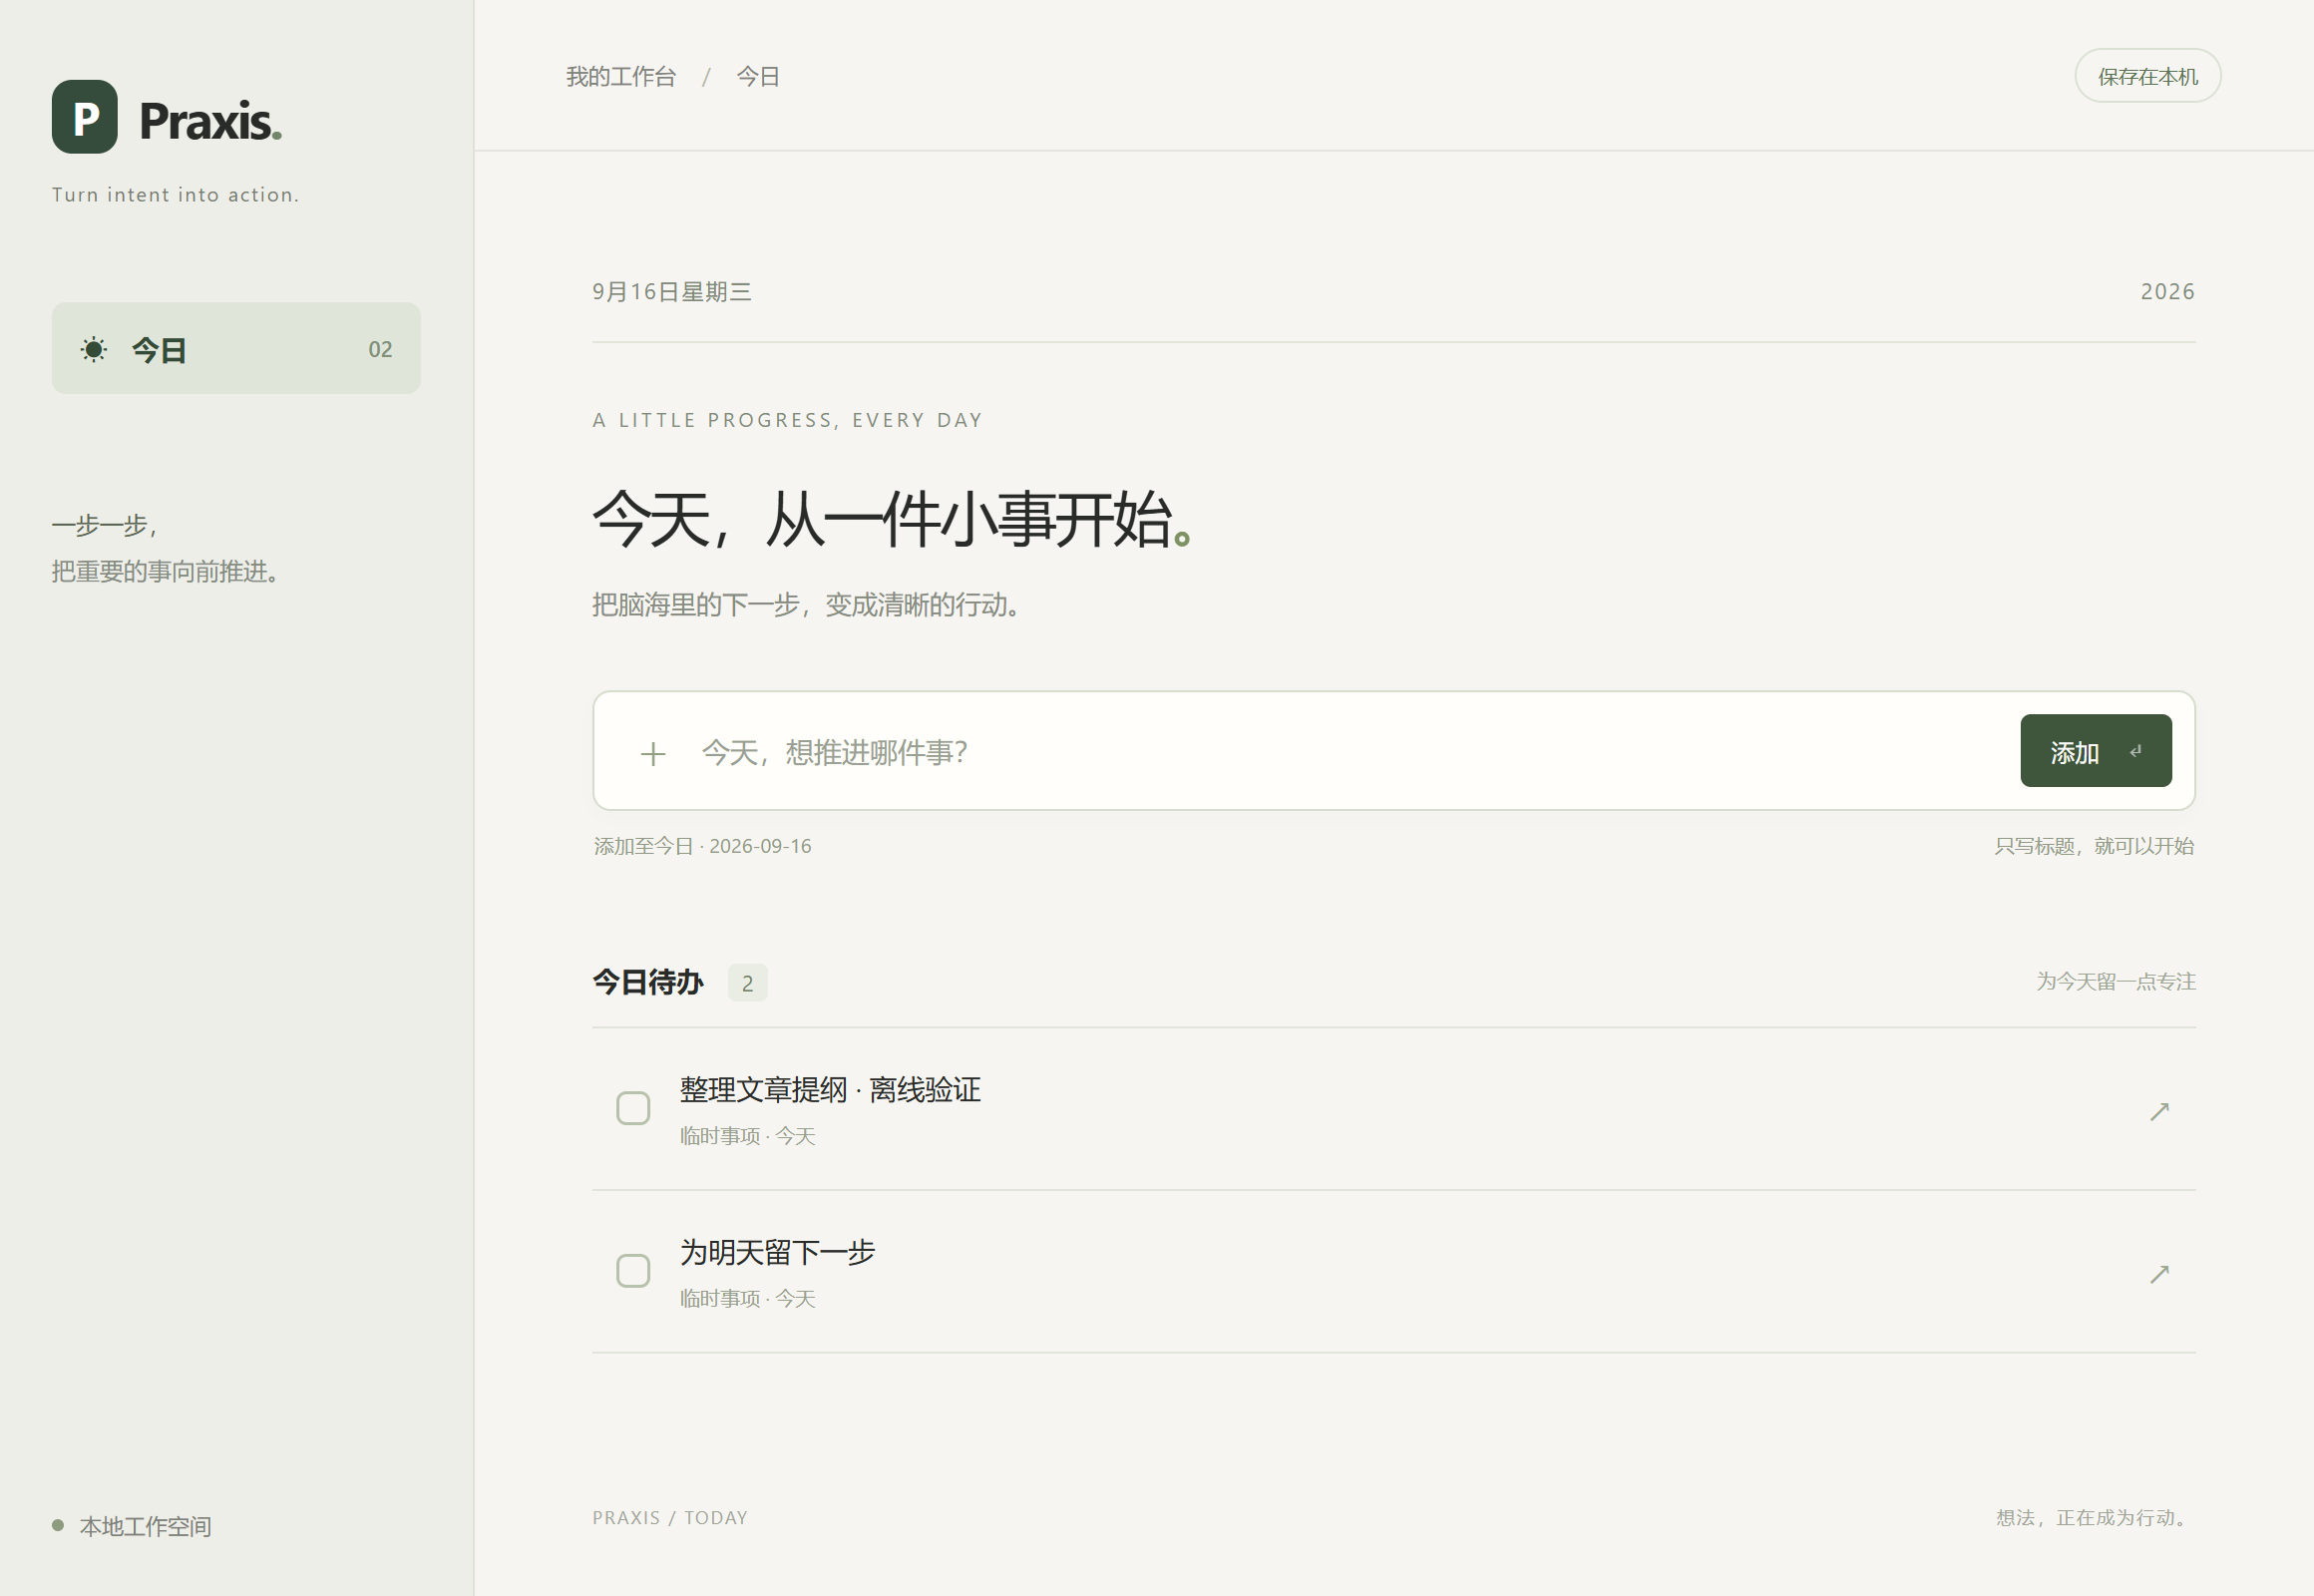 P Praxis.
Turn intent into action.
今日 02
一步一步，
把重要的事向前推进。
本地工作空间
我的工作台 / 今日
保存在本机
9月16日星期三
2026
A LITTLE PROGRESS, EVERY DAY
今天，从一件小事开始。
把脑海里的下一步，变成清晰的行动。
今天，想推进哪件事?
添加
添加至今日 · 2026-09-16
只写标题，就可以开始
今日待办 2
为今天留一点专注
整理文章提纲 · 离线验证
临时事项 · 今天
为明天留下一步
临时事项 · 今天
PRAXIS / TODAY
想法，正在成为行动。